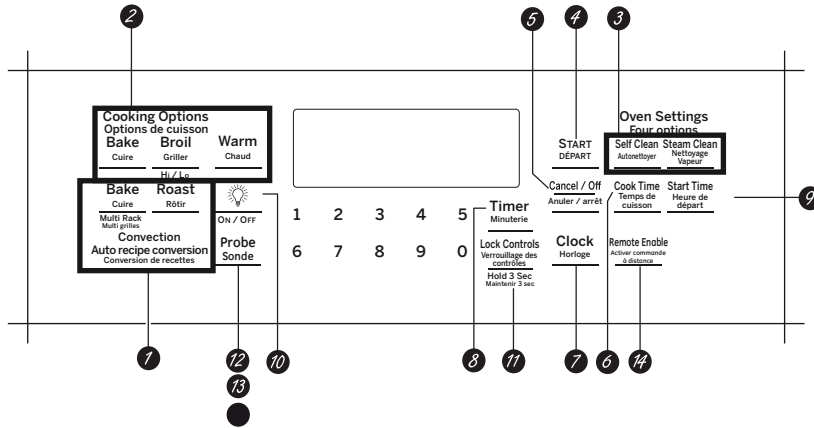 2
5
4
3
Cooking Options
Options de cuisson
Bake
Cuire
Broil
Griller
Hi / Lo
Warm
Chaud
Bake
Cuire
Multi Rack
Multi grilles
Roast
Rôtir
Convection
Auto recipe conversion
Conversion de recettes
ON / OFF
Probe
Sonde
1 2 3 4 5
6 7 8 9 0
Timer
Minuterie
Lock Controls
Verrouillage des
contrôles
Hold 3 Sec
Maintenir 3 sec
START
DÉPART
Cancel / Off
Anuler / arrêt
Clock
Horloge
Oven Settings
Four options
Self Clean
Autonettoyer
Steam Clean
Nettoyage
Vapeur
Cook Time
Temps de
cuisson
Start Time
Heure de
départ
Remote Enable
Activer commande
à distance
9
1
12
13
10
8
11
7
6
14